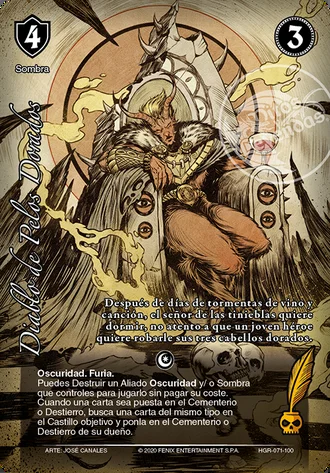 4
3
Sombra
Diablo de Pelos Dorados
Después de días de tormentas de vino y
canción, el señor de las tinieblas quiere
dormir, no atento a que un joven héroe
quiere robarle sus tres cabellos dorados.
Oscuridad. Furia.
Puedes Destruir un Aliado Oscuridad y/ o Sombra
que controles para jugarlo sin pagar su coste.
Cuando una carta sea puesta en el Cementerio
o Destierro, busca una carta del mismo tipo en
el Castillo objetivo y ponla en el Cementerio o
Destierro de su dueño.
ARTE: JOSÉ CANALES
© 2020 FENIX ENTERTAINMENT S.P.A.
HGR-071-100